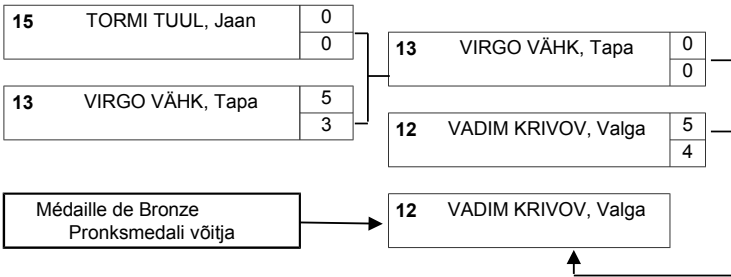 15 TORMI TUUL, Jaan 0
0
13 VIRGO VÄHK, Tapa 0
0
13 VIRGO VÄHK, Tapa 5
3
12 VADIM KRIVOV, Valga 5
4
Médaille de Bronze
Pronksmedali võitja
12 VADIM KRIVOV, Valga